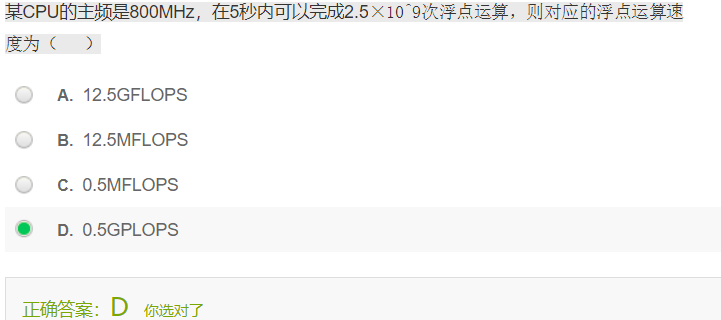 某CPU的主频是800MHz，在5秒内可以完成2.5×10^9次浮点运算，则对应的浮点运算速
度为（　　）
A. 12.5GFLOPS
B. 12.5MFLOPS
C. 0.5MFLOPS
D. 0.5GPLOPS
正确答案：D 你选对了